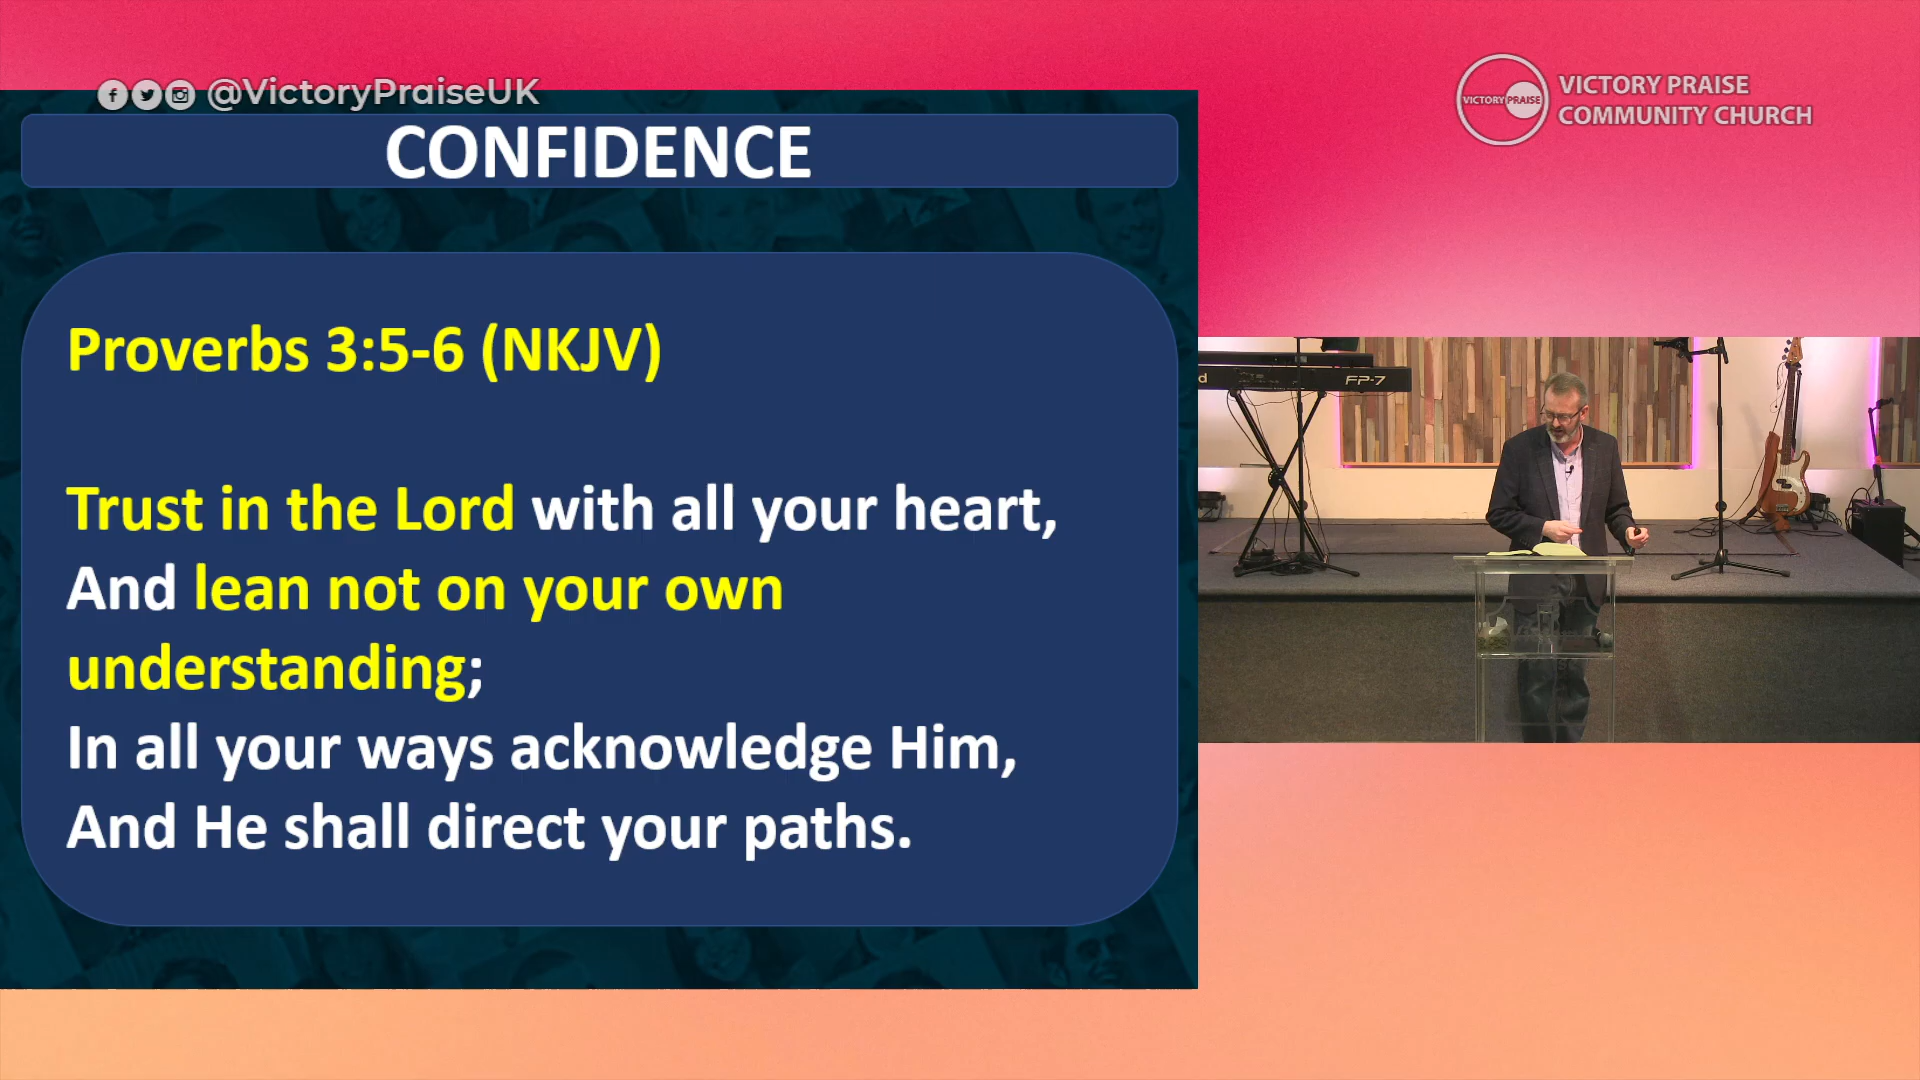 @VictoryPraiseUK
VICTORY PRAISE
VICTORY PRAISE
COMMUNITY CHURCH
CONFIDENCE
Proverbs 3:5-6 (NKJV)
Trust in the Lord with all your heart,
And lean not on your own
understanding;
In all your ways acknowledge Him,
And He shall direct your paths.
d
FP-7